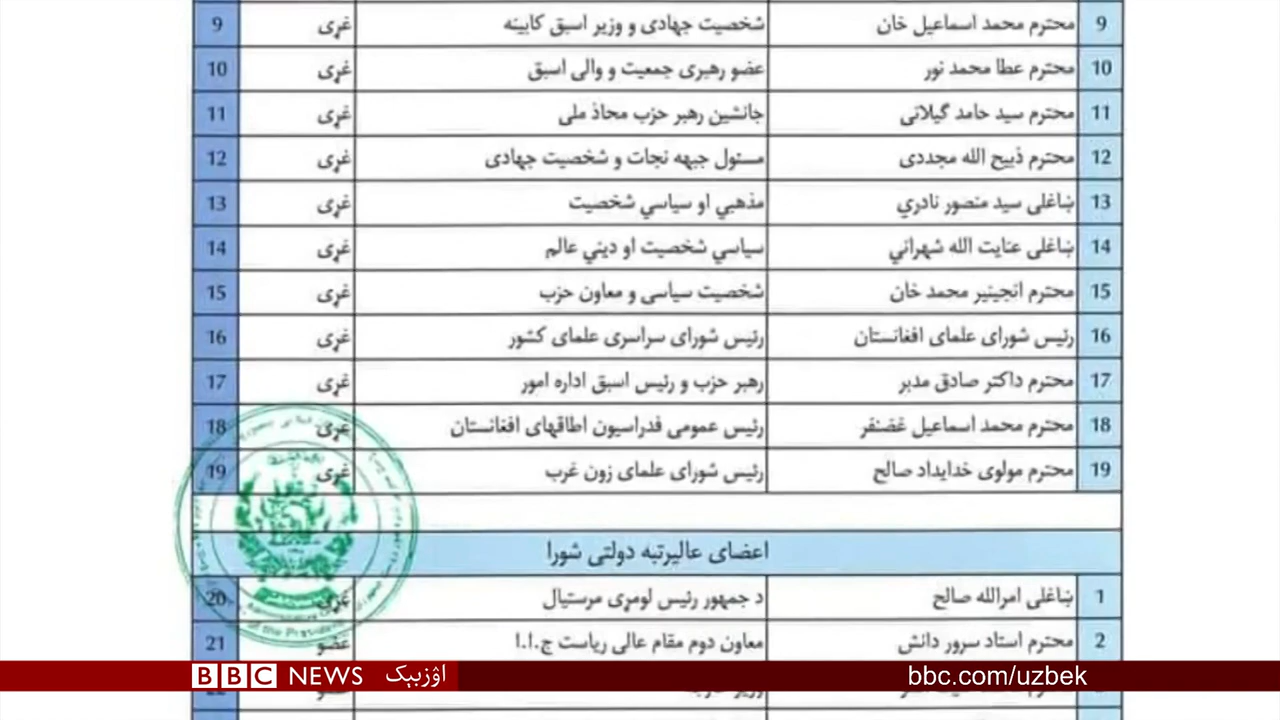 9 محترم محمد اسماعیل خان شخصیت جهادی و وزیر اسبق کابینه غړی 9
10 محترم عطا محمد نور عضو رهبری جمعیت و والی اسبق غړی 10
11 محترم سید حامد گیلانی جانشین رهبر حزب محاذ ملی غړی 11
12 محترم ذبیح الله مجددی مسئول جبهه نجات و شخصیت جهادی غړی 12
13 ښاغلی سید منصور نادري مذهبي او سیاسي شخصیت غړی 13
14 ښاغلی عنایت الله شهراني سیاسي شخصیت او دیني عالم غړی 14
15 محترم انجینیر محمد خان شخصیت سیاسی و معاون حزب غړی 15
16 رئیس شورای علمای افغانستان رئیس شورای سراسری علمای کشور غړی 16
17 محترم داکتر صادق مدبر رهبر حزب و رئیس اسبق اداره امور غړی 17
18 محترم محمد اسماعیل غضنفر رئیس عمومی فدراسیون اطاقهای افغانستان غړی 18
19 محترم مولوی خدایداد صالح رئیس شورای علمای زون غرب غړی 19
اعضای عالیرتبه دولتی شورا
1 ښاغلی امرالله صالح د جمهور رئیس لومړی مرستیال غړی 20
2 محترم استاد سرور دانش معاون دوم مقام عالی ریاست ج.ا.ا عضو 21
BBC NEWS اۉزبېک
bbc.com/uzbek